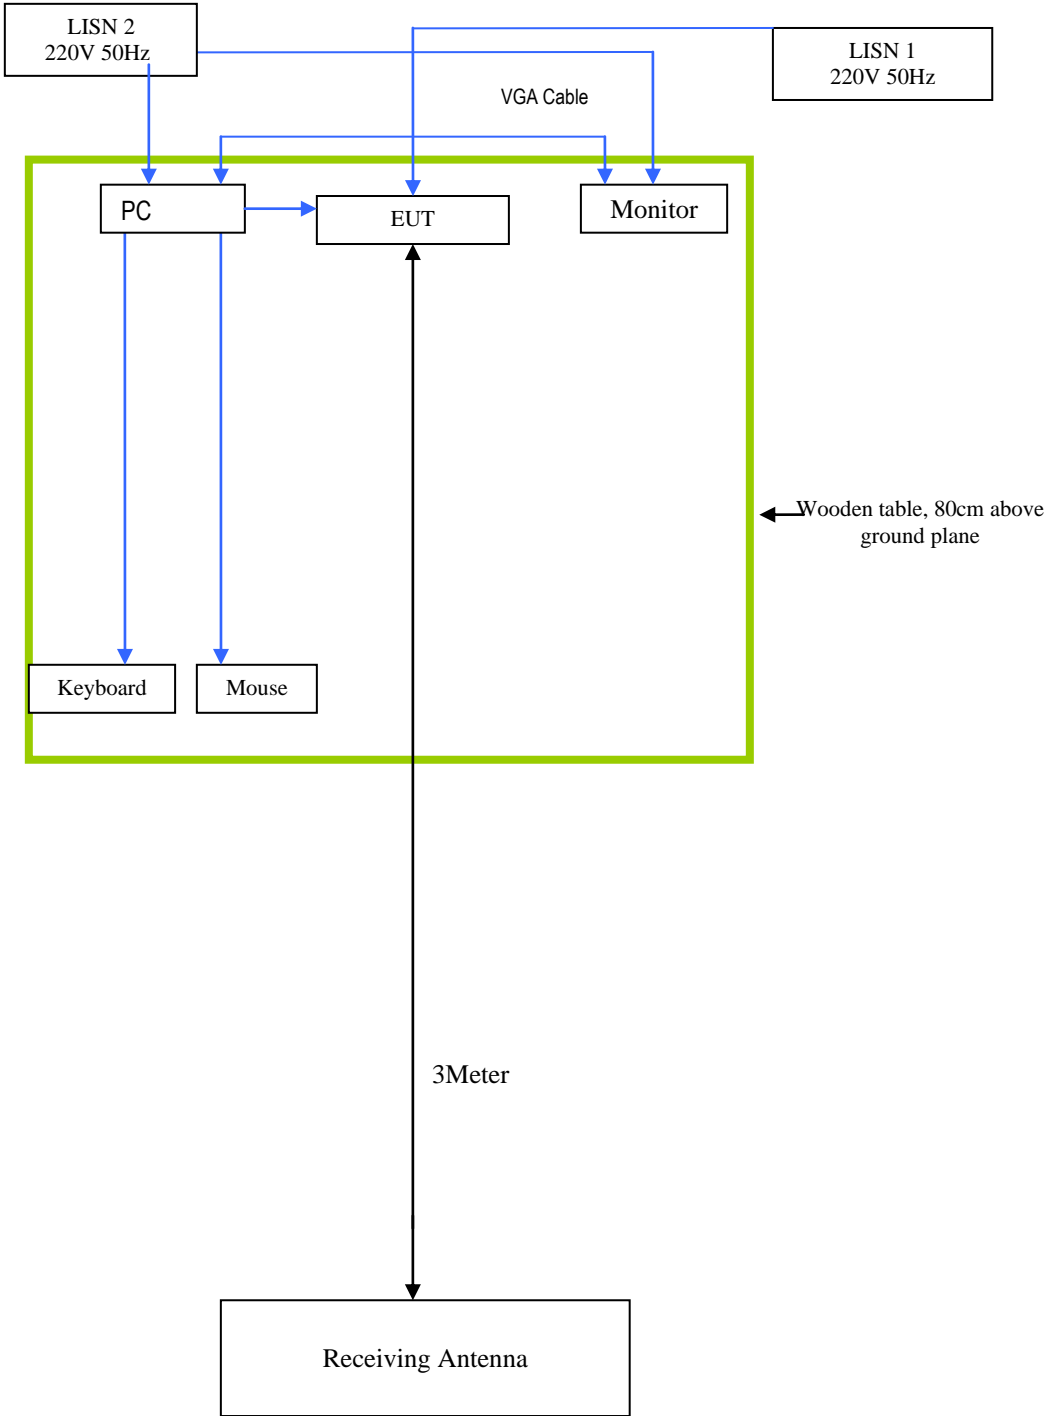 LISN 2
220V 50Hz
LISN 1
220V 50Hz
VGA Cable
PC
EUT
Monitor
Wooden table, 80cm above
ground plane
Keyboard
Mouse
3Meter
Receiving Antenna